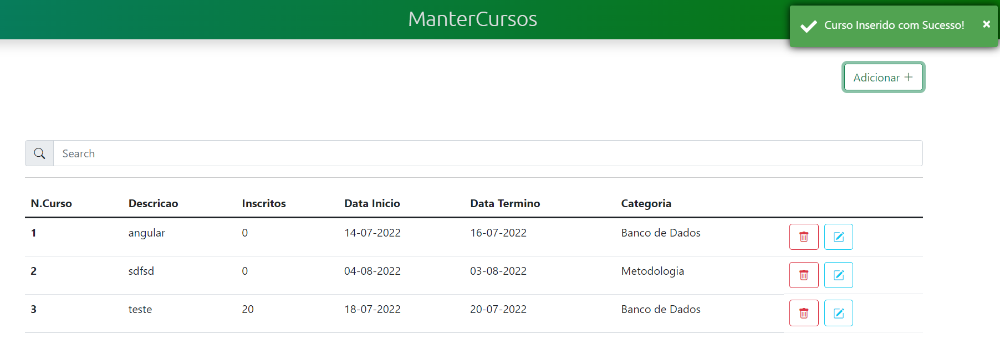 ManterCursos
Curso Inserido com Sucesso! ×
Adicionar +
Search
N.Curso Descricao Inscritos Data Inicio Data Termino Categoria
1 angular 0 14-07-2022 16-07-2022 Banco de Dados
2 sdfsd 0 04-08-2022 03-08-2022 Metodologia
3 teste 20 18-07-2022 20-07-2022 Banco de Dados